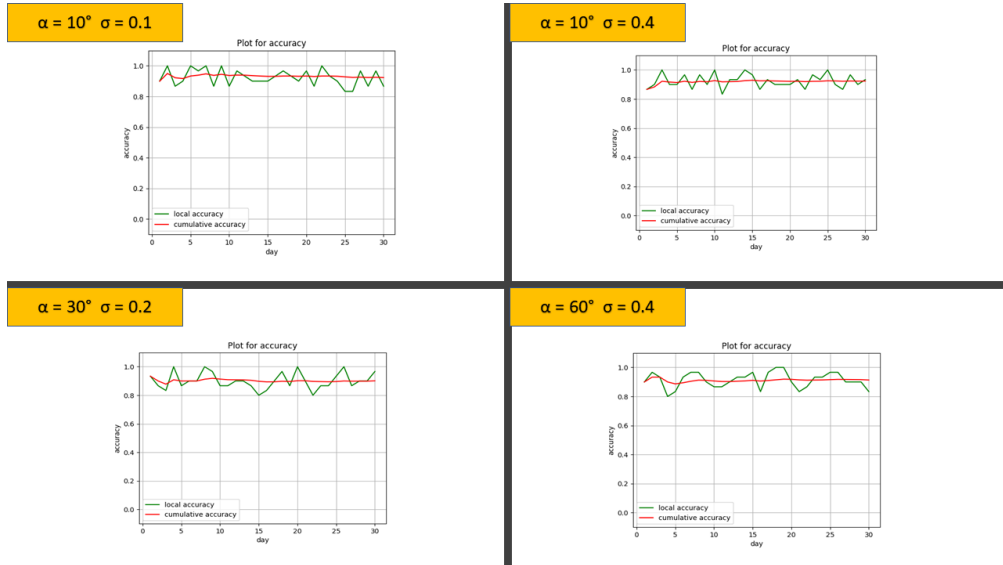 α = 10° σ = 0.1
Plot for accuracy
accuracy
1.0
0.8
0.6
0.4
0.2
0.0
local accuracy
cumulative accuracy
0 5 10 15 20 25 30
day
α = 10° σ = 0.4
Plot for accuracy
accuracy
1.0
0.8
0.6
0.4
0.2
0.0
local accuracy
cumulative accuracy
0 5 10 15 20 25 30
day
α = 30° σ = 0.2
Plot for accuracy
accuracy
1.0
0.8
0.6
0.4
0.2
0.0
local accuracy
cumulative accuracy
0 5 10 15 20 25 30
day
α = 60° σ = 0.4
Plot for accuracy
accuracy
1.0
0.8
0.6
0.4
0.2
0.0
local accuracy
cumulative accuracy
0 5 10 15 20 25 30
day